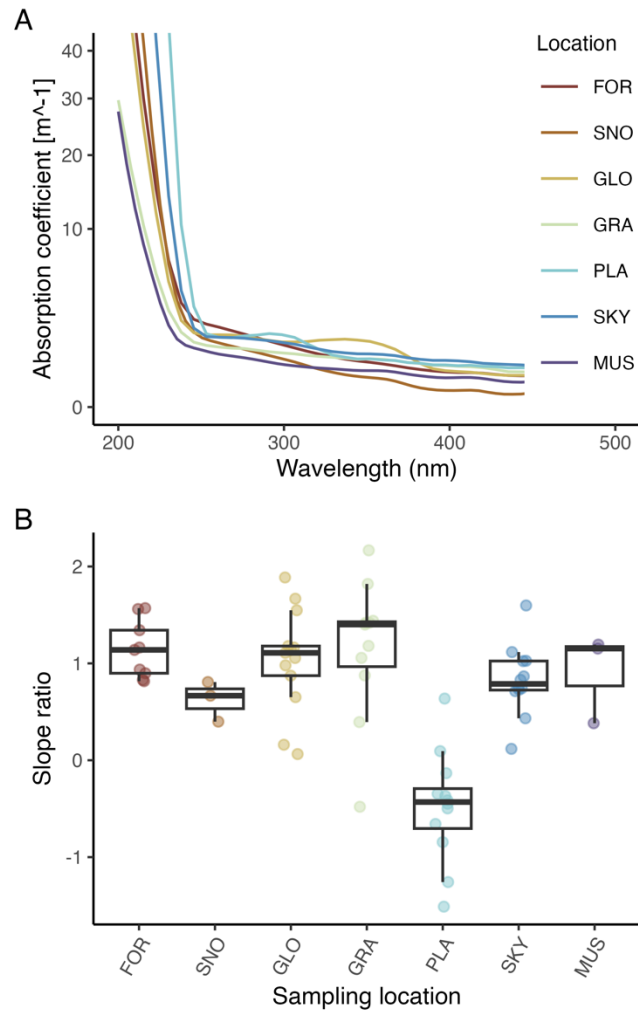 A
Absorption coefficient [m^-1]
40
30
20
10
0
200
300
400
500
Wavelength (nm)
Location
FOR
SNO
GLO
GRA
PLA
SKY
MUS
B
Slope ratio
2
1
0
-1
FOR
SNO
GLO
GRA
PLA
SKY
MUS
Sampling location